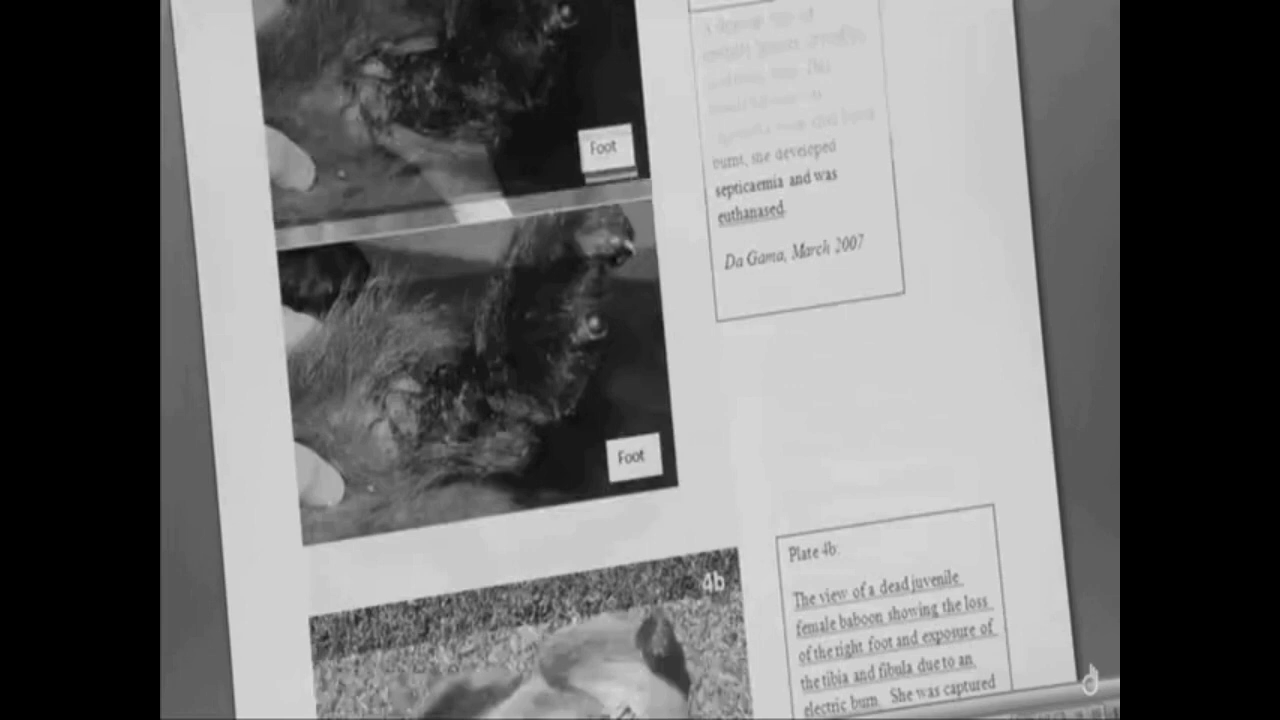 Foot
burnt, she developed
septicaemia and was
euthanased.
Da Gama, March 2007
Foot
4b
Plate 4b:
The view of a dead juvenile
female baboon showing the loss
of the right foot and exposure of
the tibia and fibula due to an
electric burn. She was captured